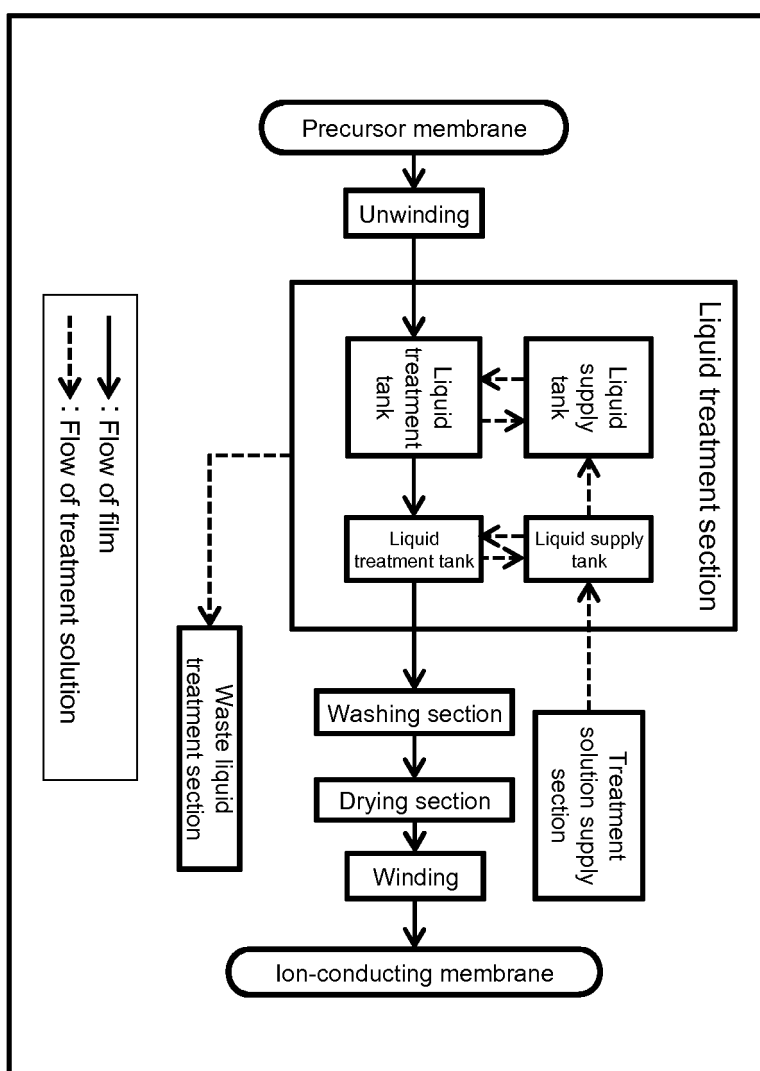 Precursor membrane
Unwinding
Liquid treatment section
Liquid
treatment
tank
Liquid
supply
tank
Liquid
treatment tank
Liquid supply
tank
Washing section
Drying section
Winding
Ion-conducting membrane
Treatment
solution supply
section
Waste liquid
treatment section
: Flow of film
: Flow of treatment solution